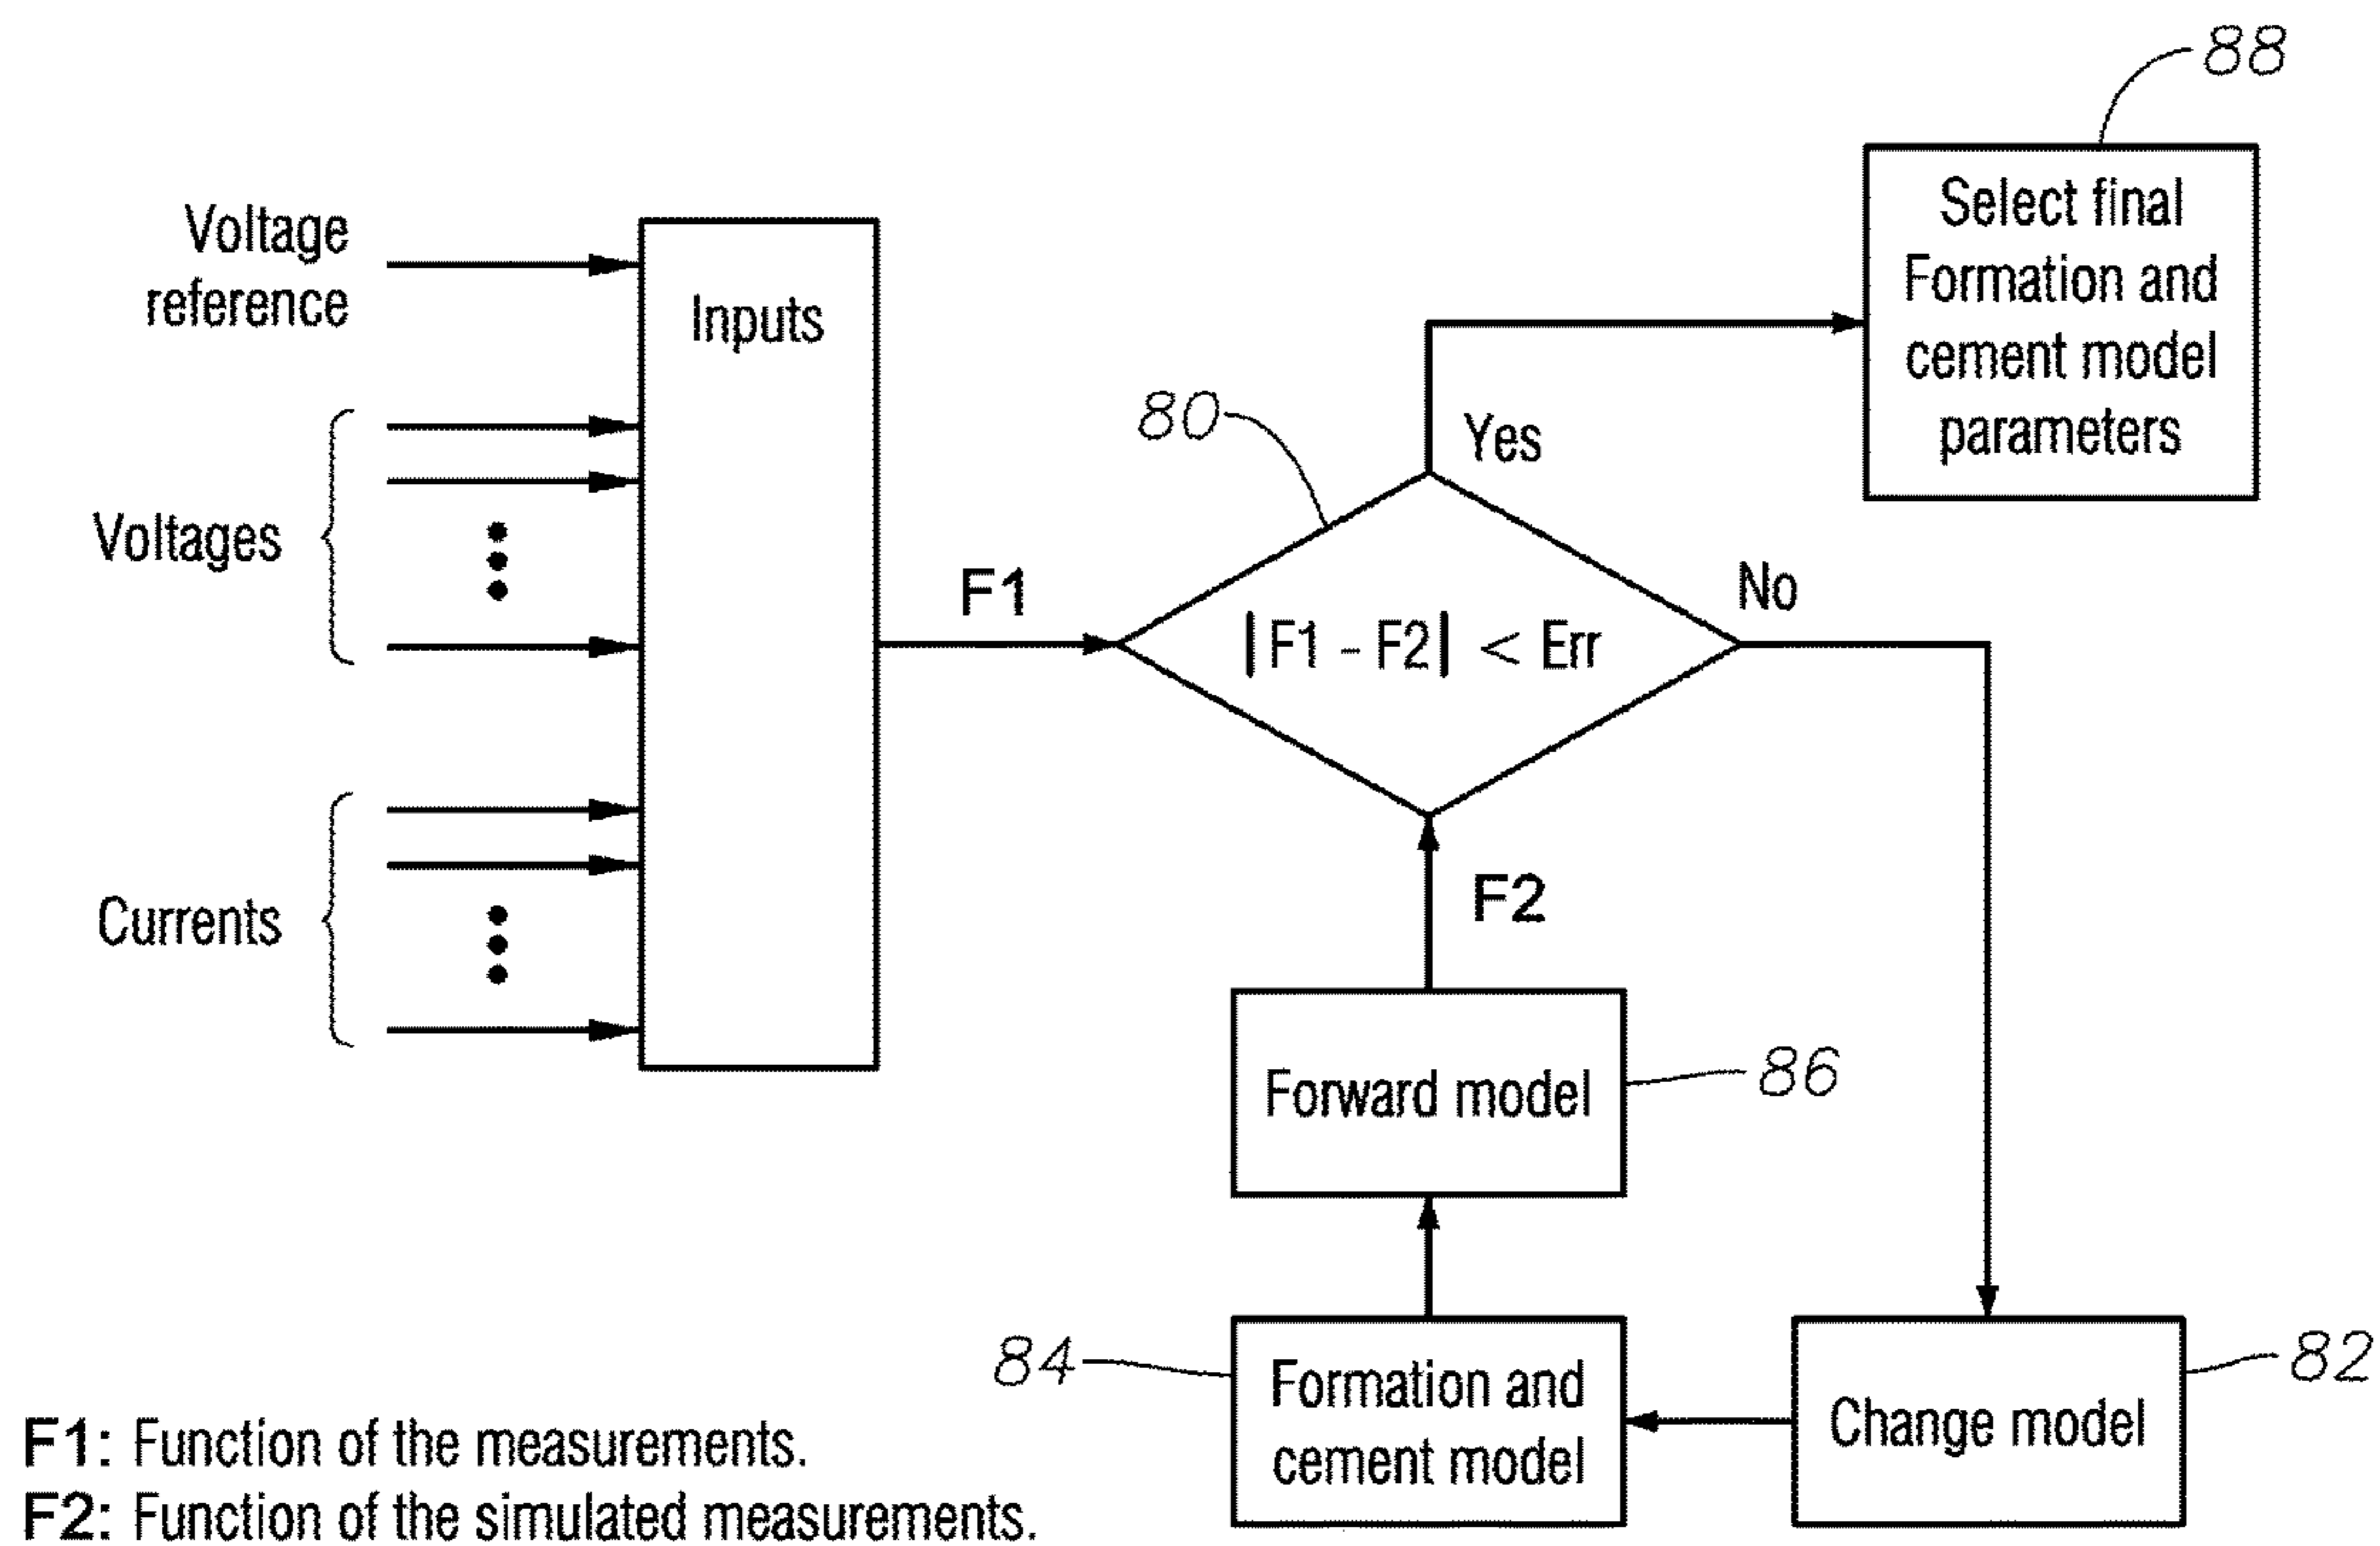 88
Select final
Formation and
cement model
parameters
Voltage
reference
Inputs
80
Yes
Voltages
F1
|F1 - F2| < Err
No
Currents
F2
Forward model
86
84
Formation and
cement model
Change model
82
F1: Function of the measurements.
F2: Function of the simulated measurements.